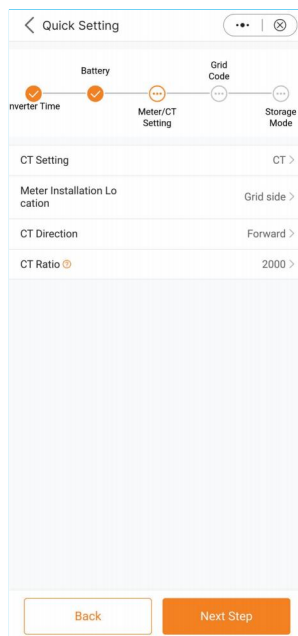 Quick Setting
Battery
Grid
Code
nverter Time
Meter/CT
Setting
Storage
Mode
CT Setting
CT
Meter Installation Lo
cation
Grid side
CT Direction
Forward
CT Ratio
2000
Back
Next Step